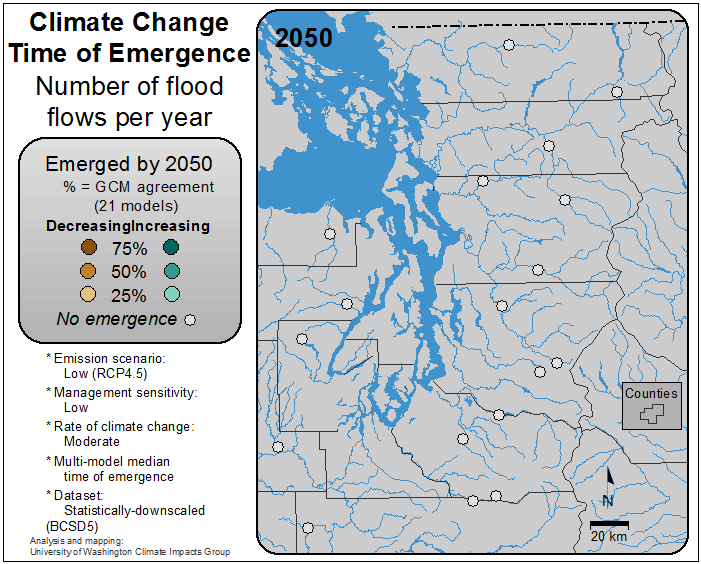 Climate Change
Time of Emergence
Number of flood
flows per year
Emerged by 2050
% = GCM agreement
(21 models)
DecreasingIncreasing
75%
50%
25%
No emergence
* Emission scenario:
Low (RCP4.5)
* Management sensitivity:
Low
* Rate of climate change:
Moderate
* Multi-model median
time of emergence
* Dataset:
Statistically-downscaled
(BCSD5)
Analysis and mapping:
University of Washington Climate Impacts Group
2050
Counties
N
20 km